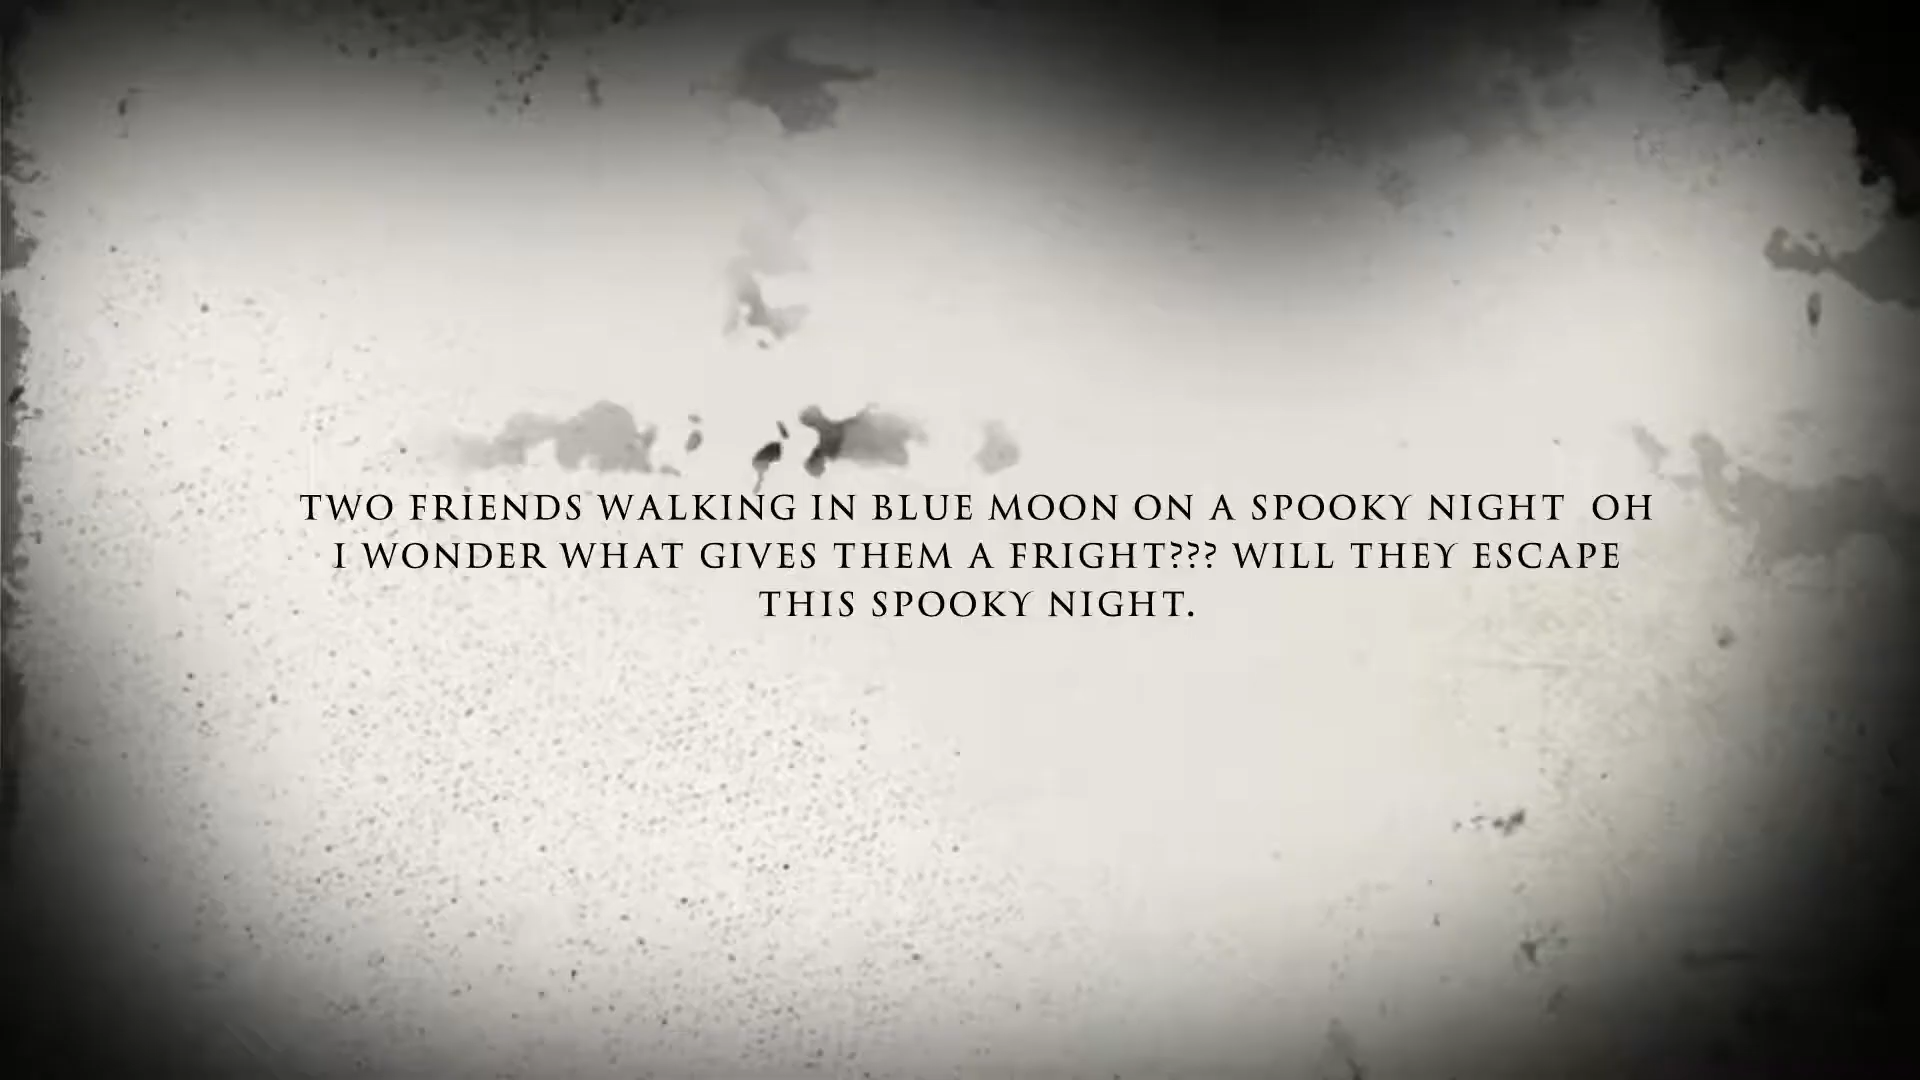 TWO FRIENDS WALKING IN BLUE MOON ON A SPOOKY NIGHT  OH
I WONDER WHAT GIVES THEM A FRIGHT??? WILL THEY ESCAPE
THIS SPOOKY NIGHT.